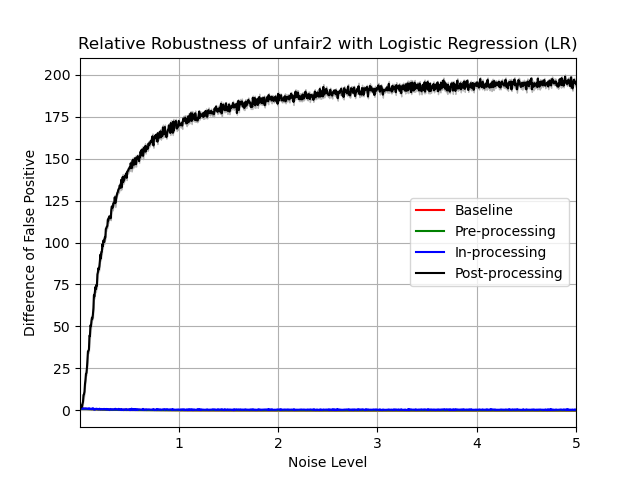 Relative Robustness of unfair2 with Logistic Regression (LR)
Difference of False Positive
200
175
150
125
100
75
50
25
0
Baseline
Pre-processing
In-processing
Post-processing
1 2 3 4 5
Noise Level